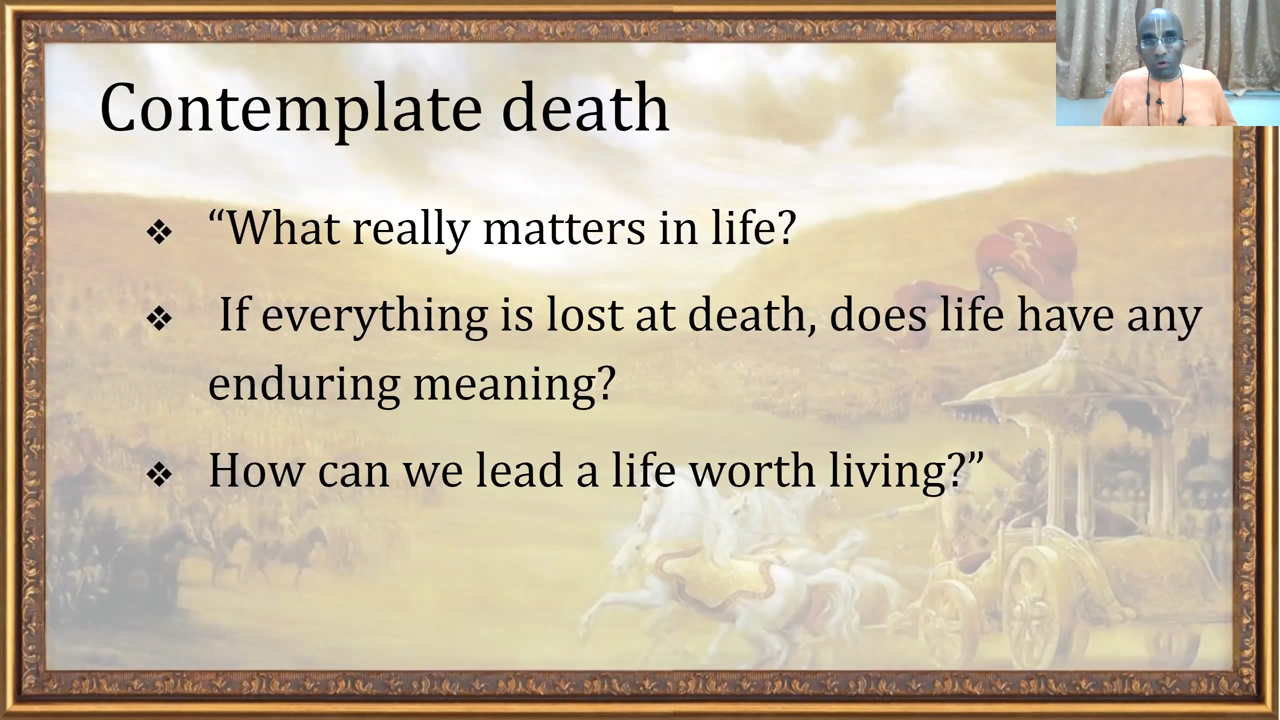 Contemplate death
❖ “What really matters in life?
❖ If everything is lost at death, does life have any
enduring meaning?
❖ How can we lead a life worth living?”